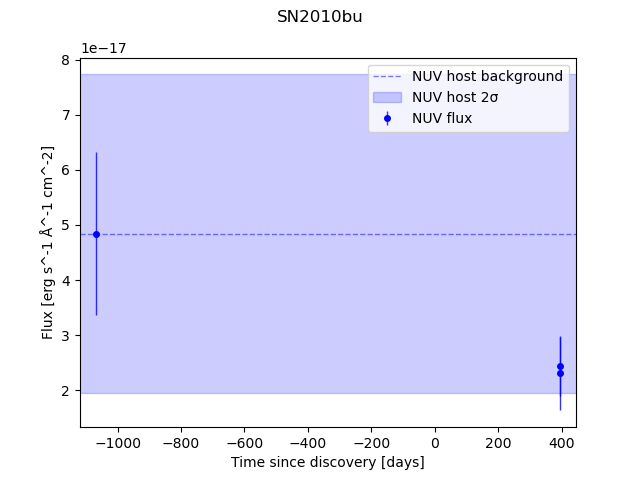 SN2010bu
1e−17
NUV host background
NUV host 2σ
NUV flux
8
7
6
5
4
3
2
Flux [erg s^-1 Å^-1 cm^-2]
−1000 −800 −600 −400 −200 0 200 400
Time since discovery [days]